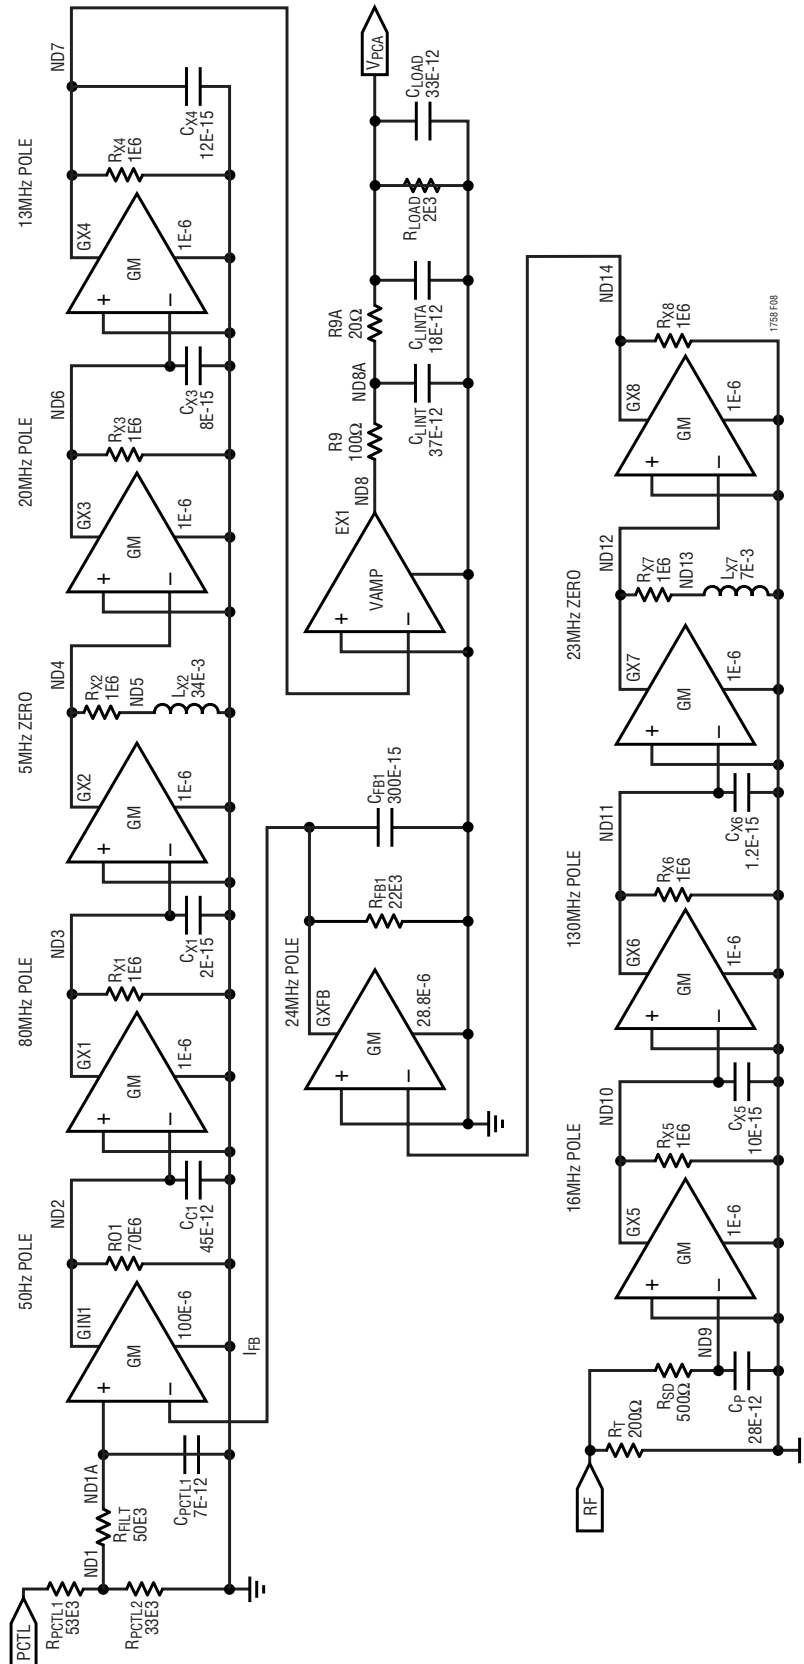 50Hz POLE
80MHz POLE
5MHz ZERO
20MHz POLE
13MHz POLE
PCTL
RPCTL1
53E3
RPCTL2
33E3
ND1
RFILT
50E3
ND1A
CPCTL1
7E-12
+
–
GM
GIN1
100E-6
RO1
70E6
ND2
CC1
45E-12
+
–
GM
GX1
1E-6
RX1
1E6
ND3
CX1
2E-15
+
–
GM
GX2
1E-6
RX2
1E6
ND5
LX2
34E-3
ND4
+
–
GM
GX3
1E-6
RX3
1E6
ND6
CX3
8E-15
+
–
GM
GX4
1E-6
RX4
1E6
CX4
12E-15
ND7
IFB
24MHz POLE
+
–
GM
GXFB
28.8E-6
RFB1
22E3
CFB1
300E-15
+
–
VAMP
EX1
ND8
R9
100Ω
ND8A
CLINT
37E-12
R9A
20Ω
CLINTA
18E-12
RLOAD
2E3
CLOAD
33E-12
VPCA
16MHz POLE
130MHz POLE
23MHz ZERO
RF
RT
200Ω
RSD
500Ω
CP
28E-12
ND9
+
–
GM
GX5
1E-6
RX5
1E6
ND10
CX5
10E-15
+
–
GM
GX6
1E-6
RX6
1E6
ND11
CX6
1.2E-15
+
–
GM
GX7
1E-6
RX7
1E6
ND13
LX7
7E-3
ND12
+
–
GM
GX8
1E-6
RX8
1E6
ND14
1758 F08